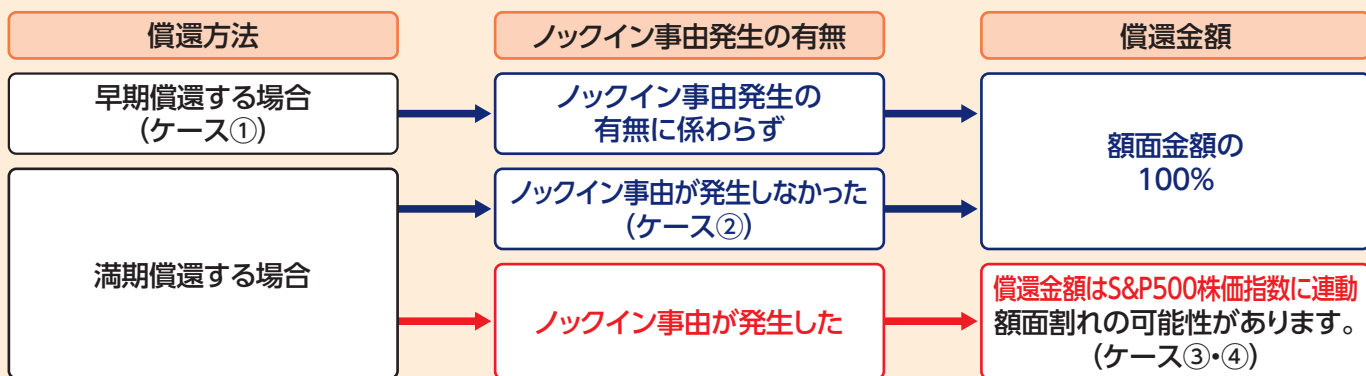 償還方法
ノックイン事由発生の有無
償還金額
早期償還する場合
(ケース①)
ノックイン事由発生の
有無に係わらず
額面金額の
100%
満期償還する場合
ノックイン事由が発生しなかった
(ケース②)
ノックイン事由が発生した
償還金額はS&P500株価指数に連動
額面割れの可能性があります。
(ケース③・④)